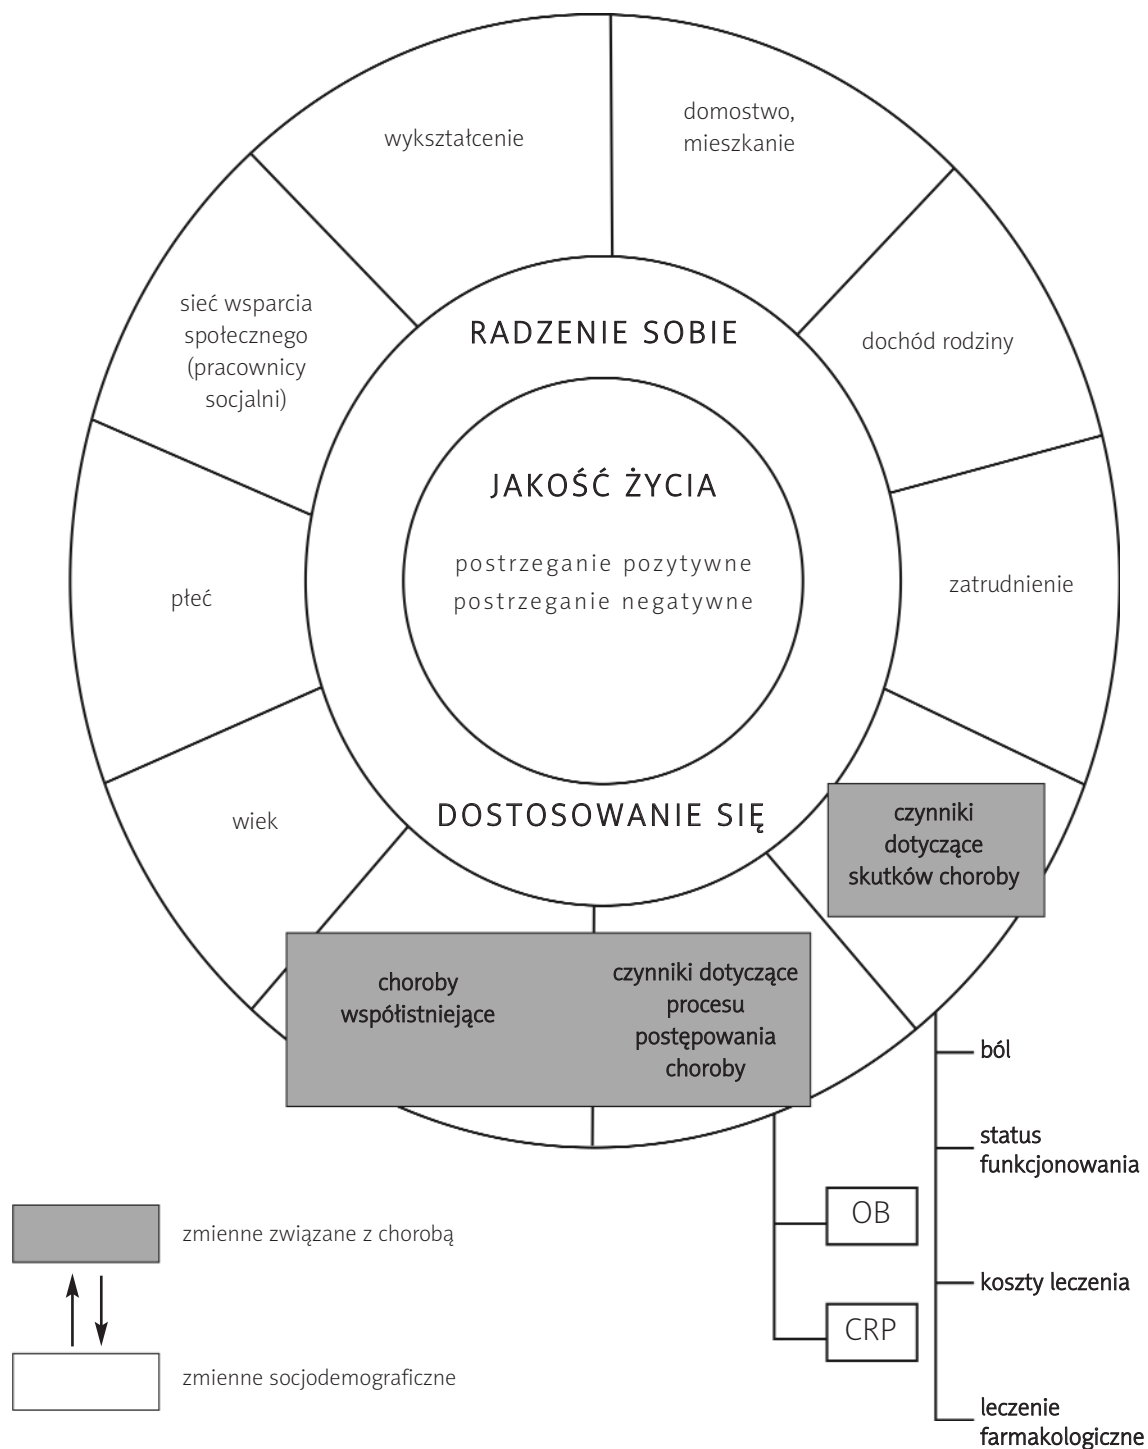 wykształcenie
domostwo,
mieszkanie
sieć wsparcia
społecznego
(pracownicy
socjalni)
RADZENIE SOBIE
dochód rodziny
JAKOŚĆ ŻYCIA
postrzeganie pozytywne
postrzeganie negatywne
płeć
zatrudnienie
wiek
DOSTOSOWANIE SIĘ
czynniki
dotyczące
skutków choroby
choroby
współistniejące
czynniki dotyczące
procesu
postępowania
choroby
ból
status
funkcjonowania
OB
koszty leczenia
CRP
leczenie
farmakologiczne
zmienne związane z chorobą
zmienne socjodemograficzne